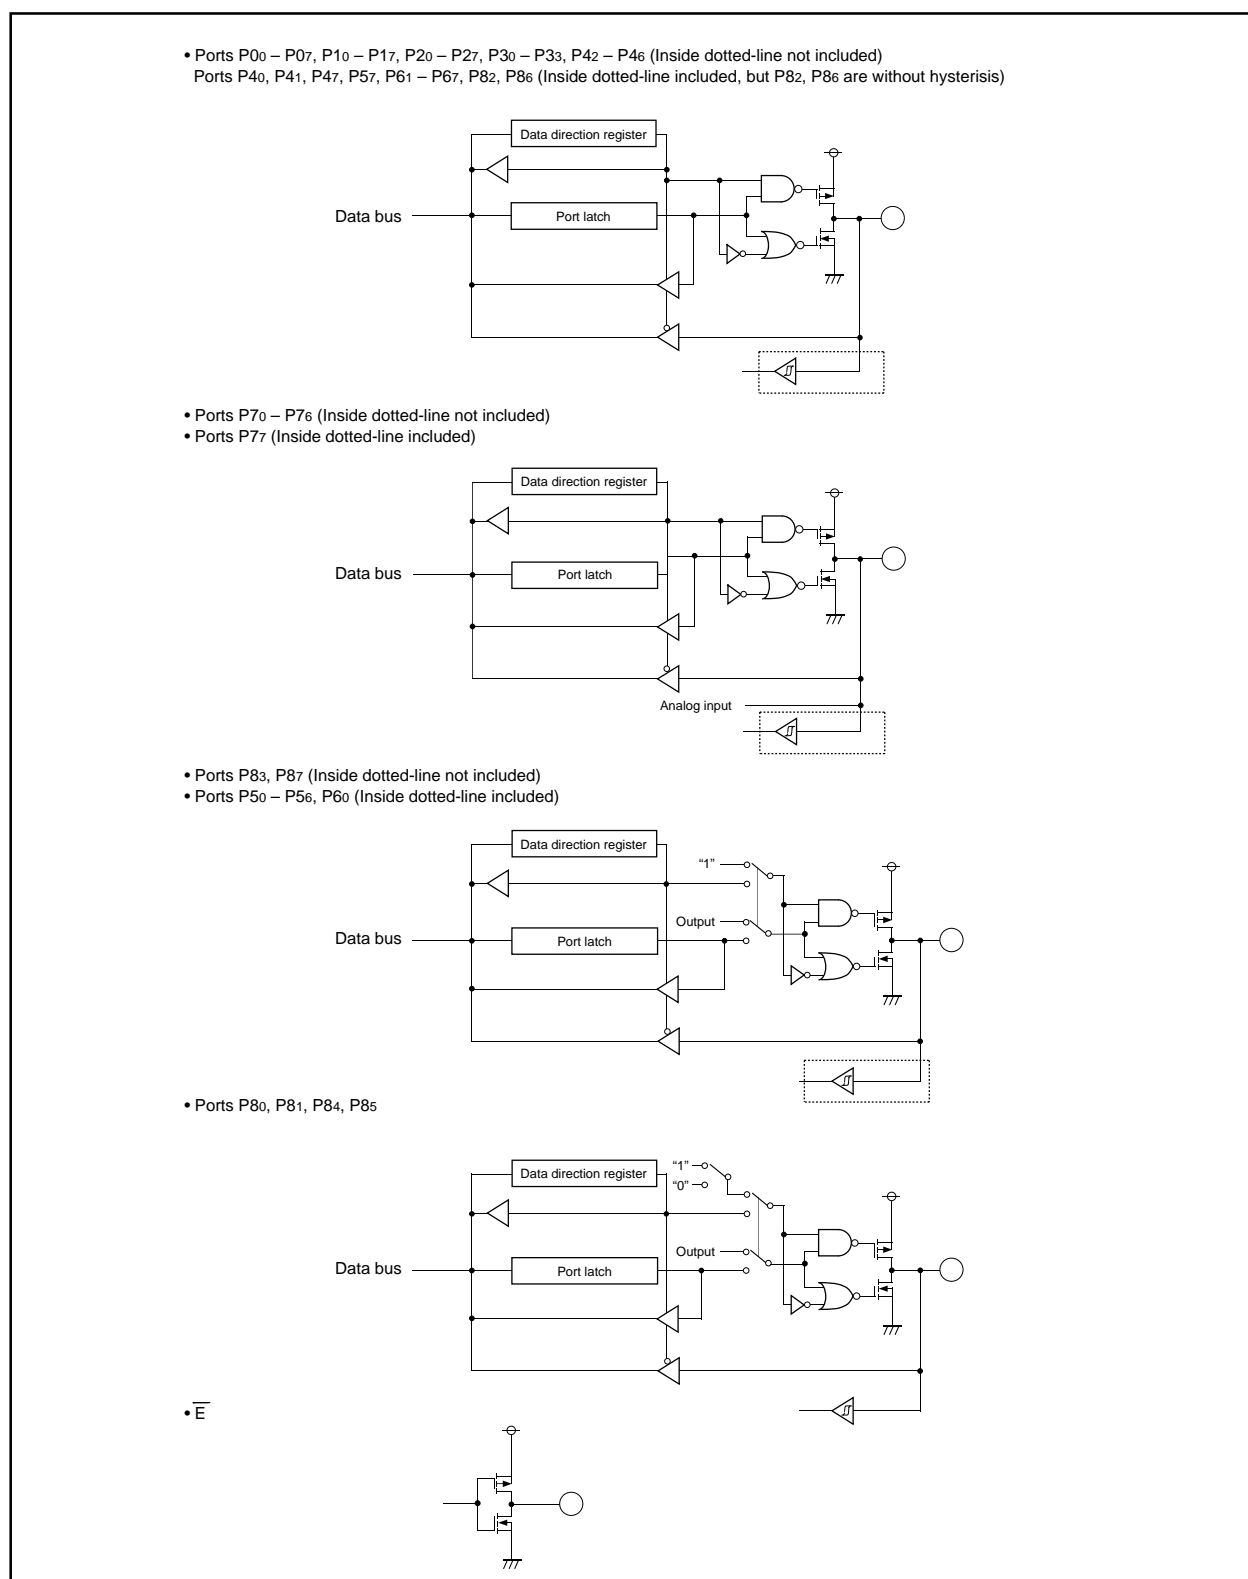 • Ports P00 – P07, P10 – P17, P20 – P27, P30 – P33, P42 – P46 (Inside dotted-line not included)
Ports P40, P41, P47, P57, P61 – P67, P82, P86 (Inside dotted-line included, but P82, P86 are without hysterisis)
Data direction register
Data bus
Port latch
• Ports P70 – P76 (Inside dotted-line not included)
• Ports P77 (Inside dotted-line included)
Data direction register
Data bus
Port latch
Analog input
• Ports P83, P87 (Inside dotted-line not included)
• Ports P50 – P56, P60 (Inside dotted-line included)
Data direction register
“1”
Output
Data bus
Port latch
• Ports P80, P81, P84, P85
Data direction register
“1”
“0”
Output
Data bus
Port latch
• E̅